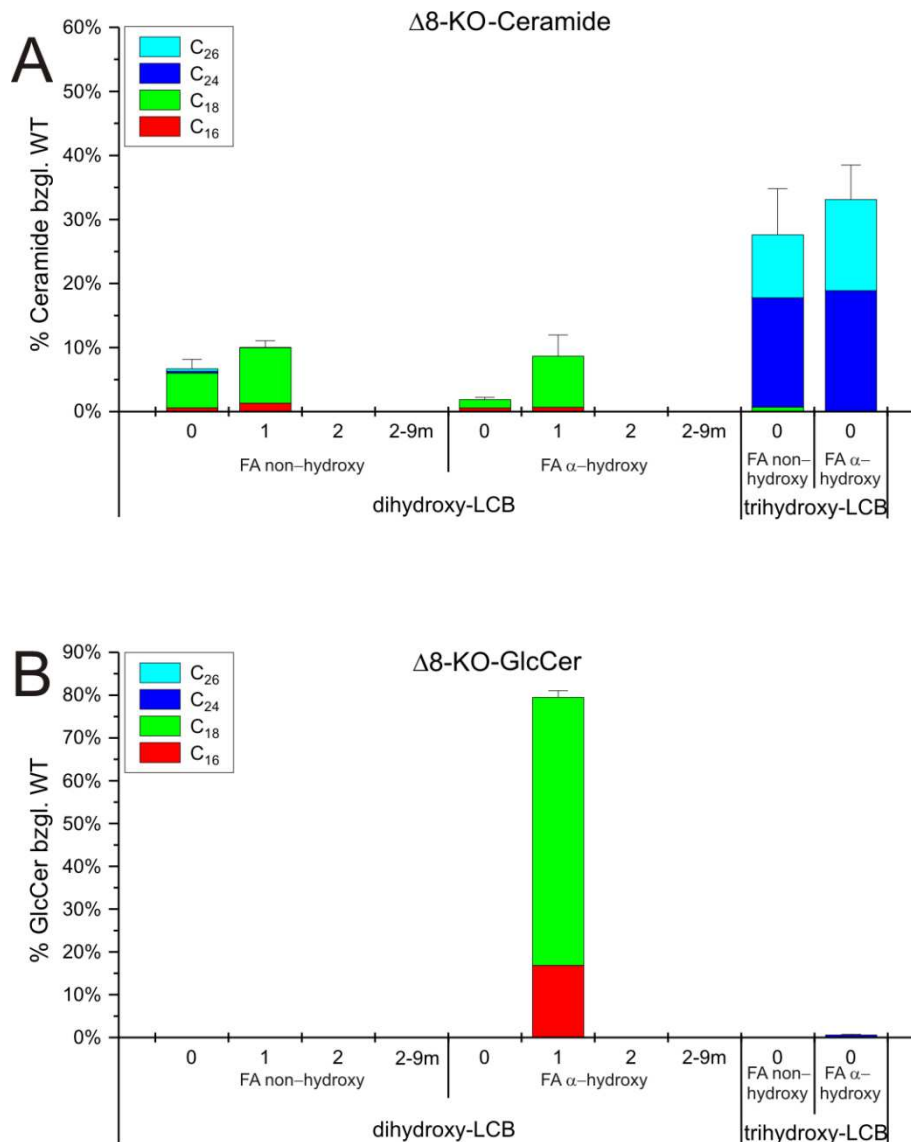 A
Δ8-KO-Ceramide
C26
C24
C18
C16
% Ceramide bzgl. WT
60%
50%
40%
30%
20%
10%
0%
0 1 2 2-9m 0 1 2 2-9m 0 0
FA non–hydroxy FA α–hydroxy FA non–hydroxy FA α–hydroxy
dihydroxy-LCB trihydroxy-LCB
B
Δ8-KO-GlcCer
C26
C24
C18
C16
% GlcCer bzgl. WT
90%
80%
70%
60%
50%
40%
30%
20%
10%
0%
0 1 2 2-9m 0 1 2 2-9m 0 0
FA non–hydroxy FA α–hydroxy FA non–hydroxy FA α–hydroxy
dihydroxy-LCB trihydroxy-LCB